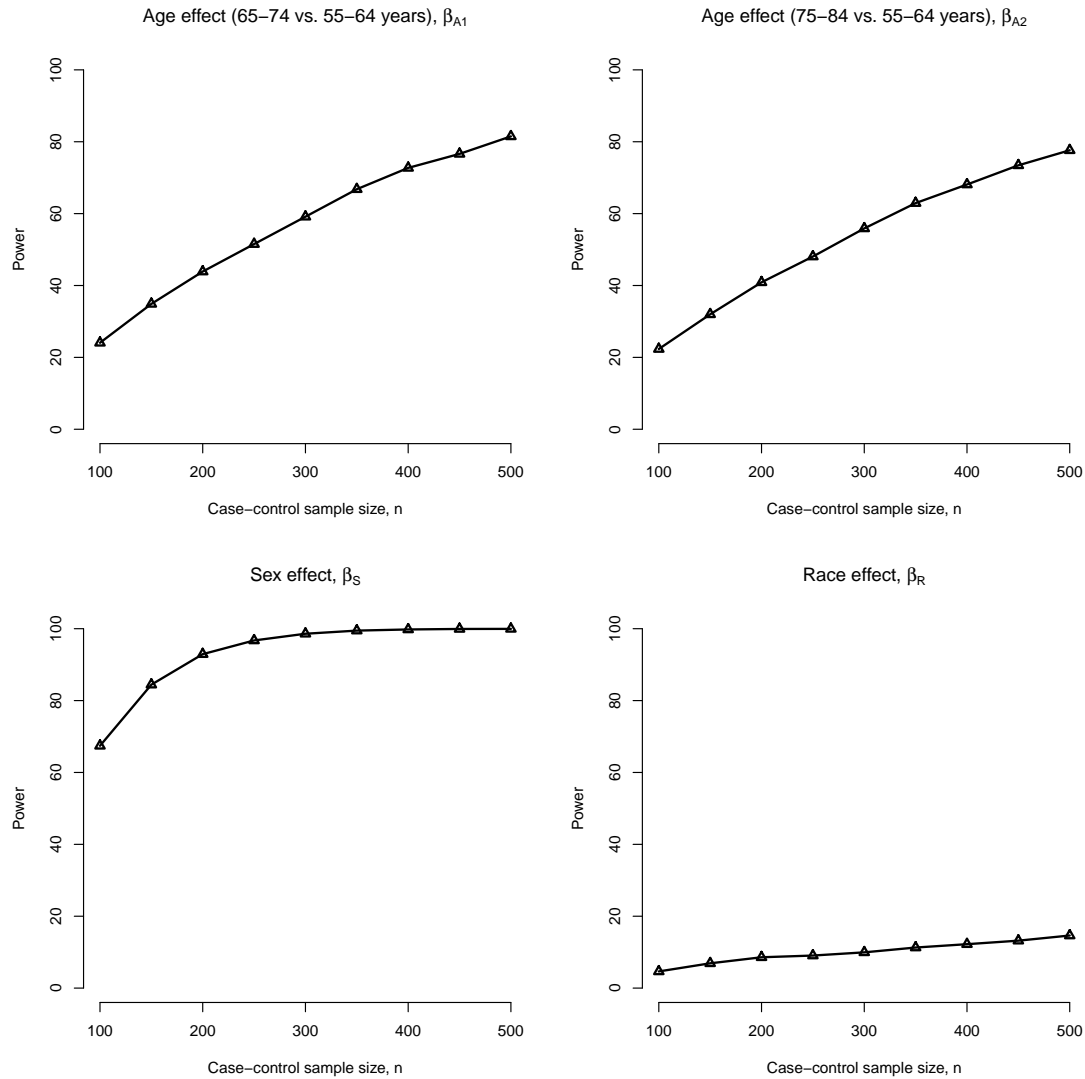 Age effect (65−74 vs. 55−64 years), βA1
Power
0
20
40
60
80
100
100 200 300 400 500
Case−control sample size, n
Age effect (75−84 vs. 55−64 years), βA2
Power
0
20
40
60
80
100
100 200 300 400 500
Case−control sample size, n
Sex effect, βS
Power
0
20
40
60
80
100
100 200 300 400 500
Case−control sample size, n
Race effect, βR
Power
0
20
40
60
80
100
100 200 300 400 500
Case−control sample size, n